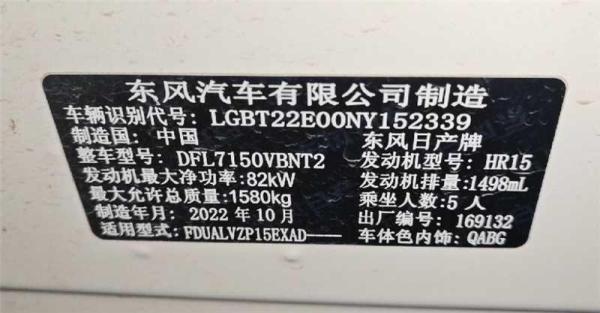 东风汽车有限公司制造
车辆识别代号: LGBT22E00NY152339
制造国: 中国 东风日产牌
整车型号: DFL7150VBNT2 发动机型号: HR15
发动机最大净功率: 82kW 发动机排量: 1498mL
最大允许总质量: 1580kg 乘坐人数: 5 人
制造年月: 2022 年 10 月 出厂编号: 169132
适用型式: FDUALVZP15EXAD—— 车体色内饰: QABG